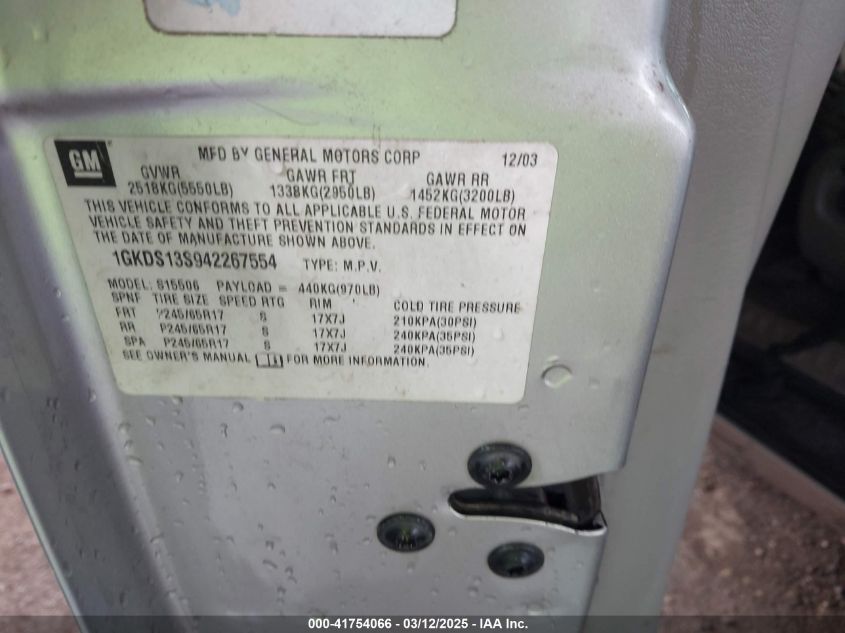 GM
MFD BY GENERAL MOTORS CORP 12/03
GVWR GAWR FRT GAWR RR
2518KG(5550LB) 1338KG(2950LB) 1452KG(3200LB)
THIS VEHICLE CONFORMS TO ALL APPLICABLE U.S. FEDERAL MOTOR
VEHICLE SAFETY AND THEFT PREVENTION STANDARDS IN EFFECT ON
THE DATE OF MANUFACTURE SHOWN ABOVE.
1GKDS13S942267554 TYPE: M.P.V.
MODEL: S15506 PAYLOAD = 440KG(970LB)
SPNF TIRE SIZE SPEED RTG RIM COLD TIRE PRESSURE
FRT P245/65R17 S 17X7J 210KPA(30PSI)
RR P245/65R17 S 17X7J 240KPA(35PSI)
SPA P245/65R17 S 17X7J 240KPA(35PSI)
SEE OWNER'S MANUAL FOR MORE INFORMATION.
000-41754066 - 03/12/2025 - IAA Inc.